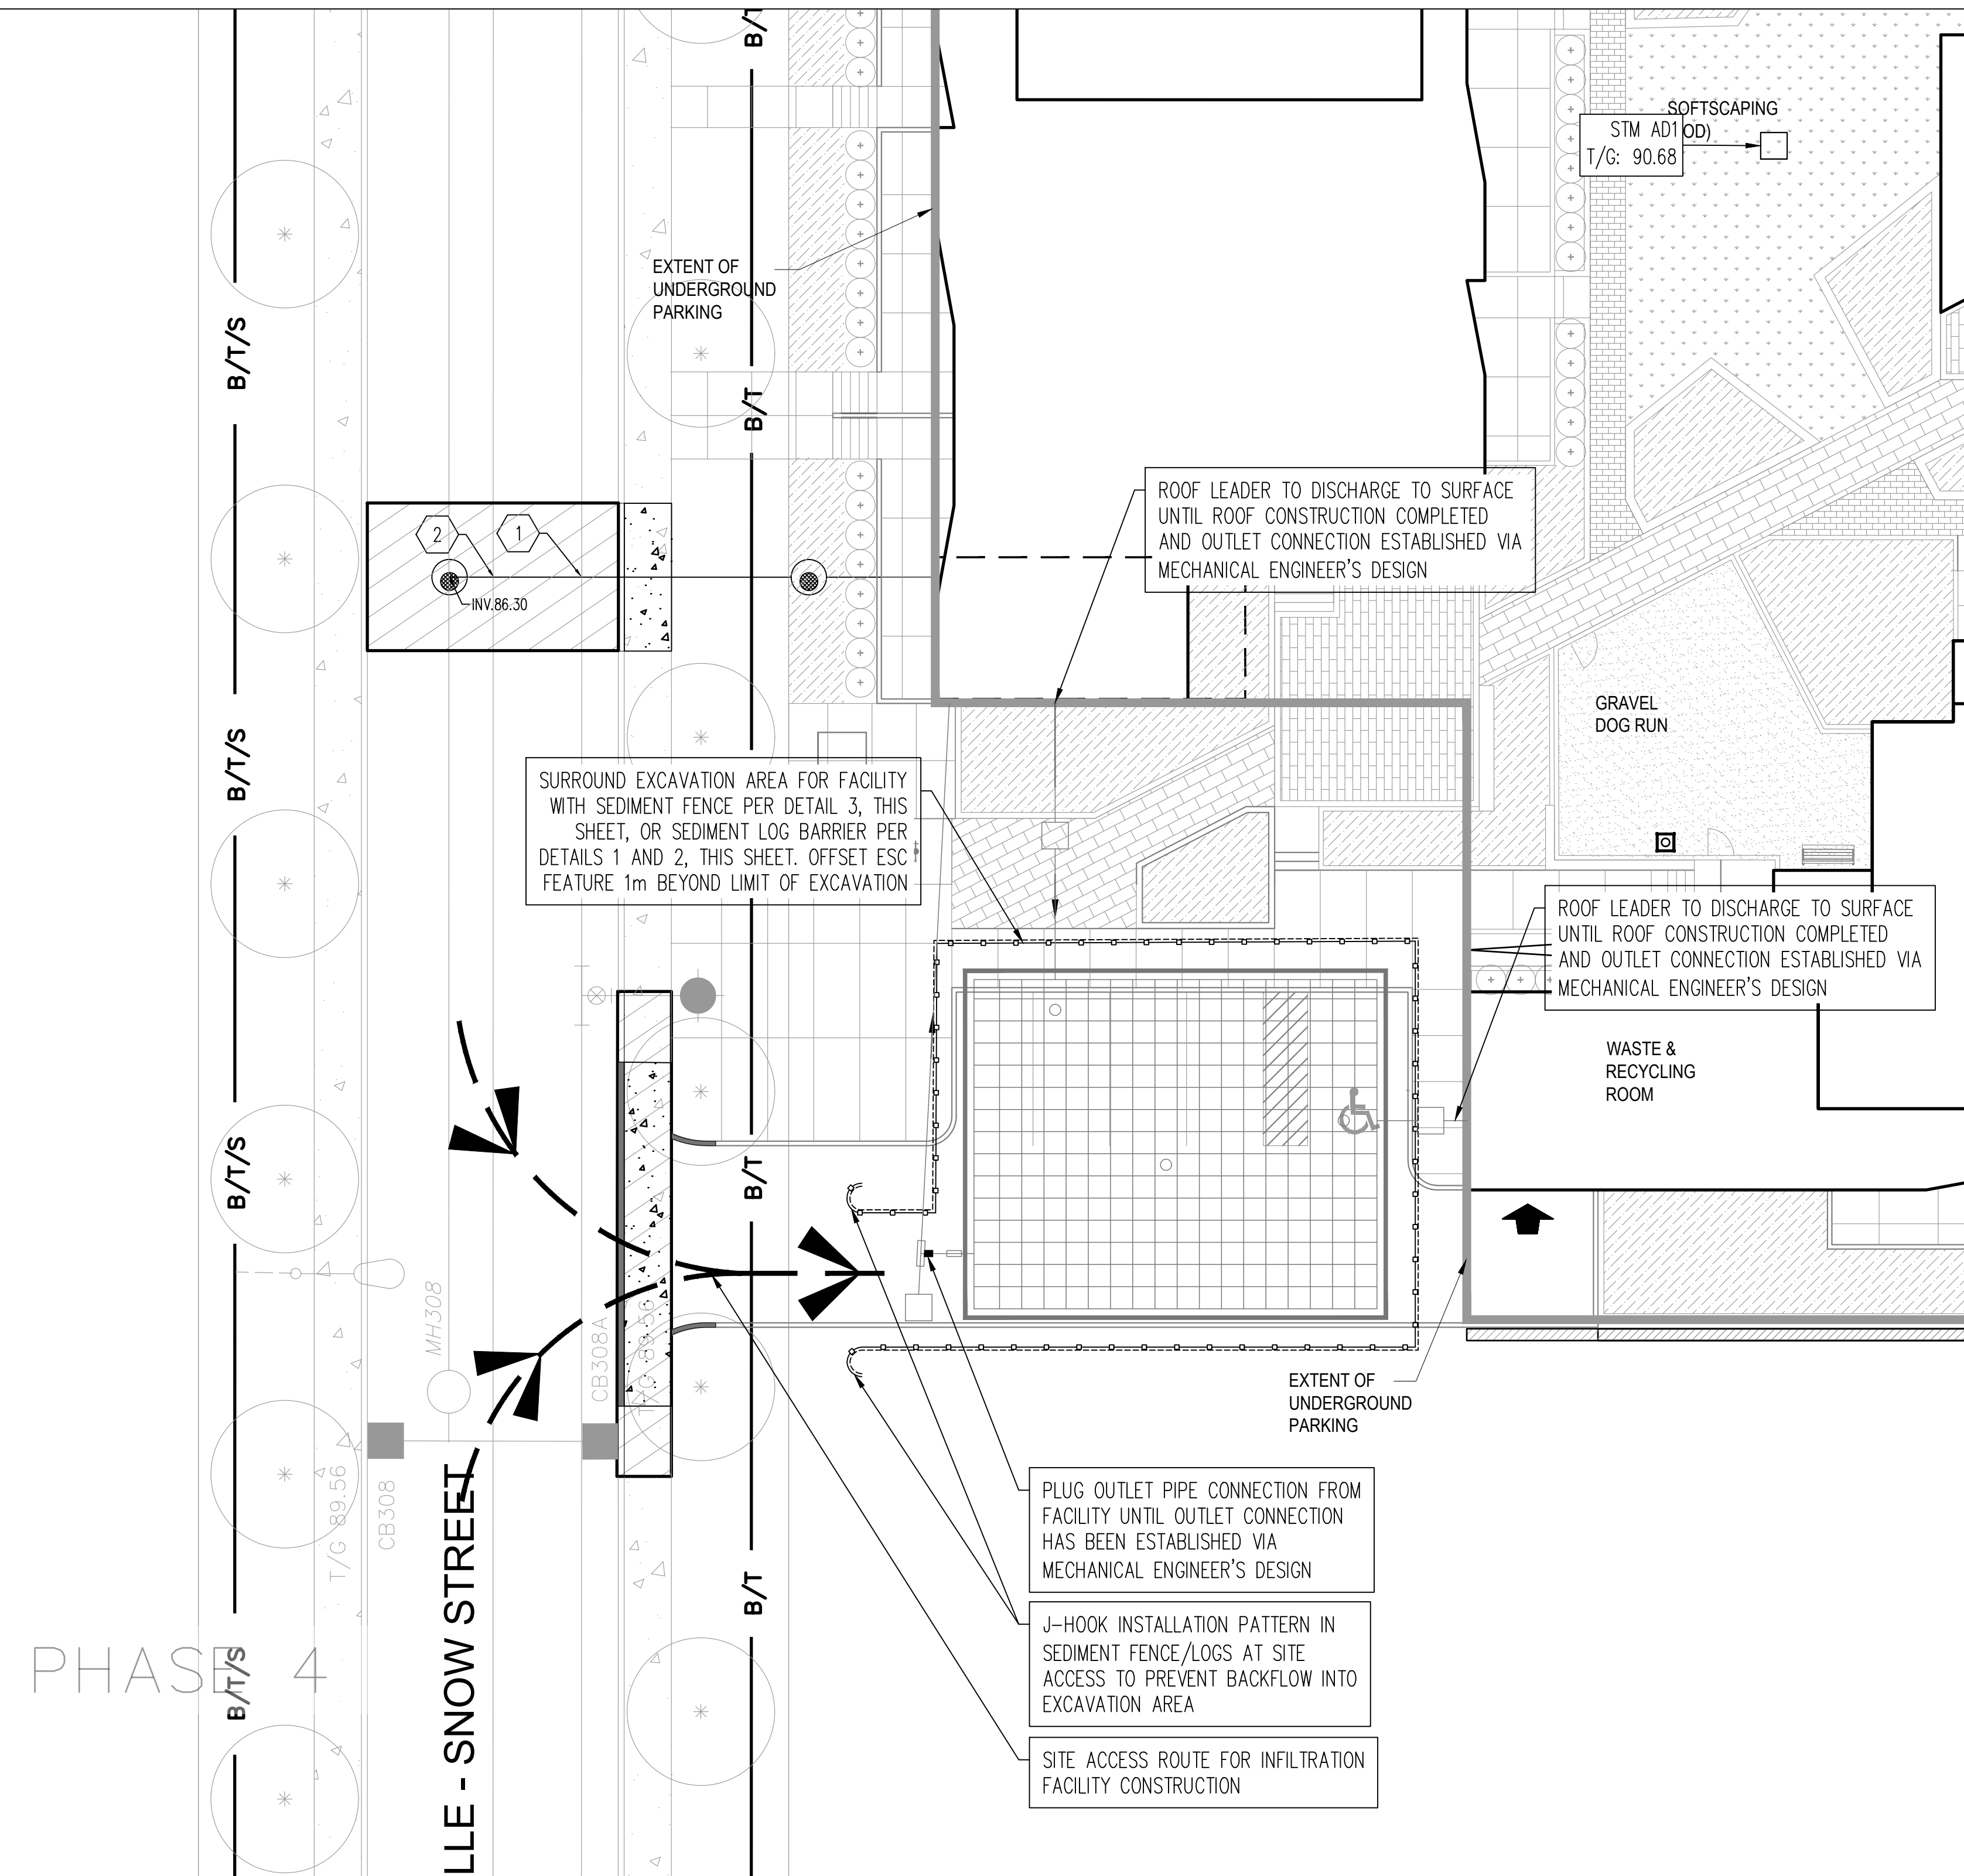 B/T
SOFTSCAPING
OD)
STM AD1
T/G: 90.68
EXTENT OF
UNDERGROUND
PARKING
B/T/S
B/T
ROOF LEADER TO DISCHARGE TO SURFACE
UNTIL ROOF CONSTRUCTION COMPLETED
AND OUTLET CONNECTION ESTABLISHED VIA
MECHANICAL ENGINEER'S DESIGN
2
1
INV.86.30
GRAVEL
DOG RUN
B/T/S
SURROUND EXCAVATION AREA FOR FACILITY
WITH SEDIMENT FENCE PER DETAIL 3, THIS
SHEET, OR SEDIMENT LOG BARRIER PER
DETAILS 1 AND 2, THIS SHEET. OFFSET ESC
FEATURE 1m BEYOND LIMIT OF EXCAVATION
ROOF LEADER TO DISCHARGE TO SURFACE
UNTIL ROOF CONSTRUCTION COMPLETED
AND OUTLET CONNECTION ESTABLISHED VIA
MECHANICAL ENGINEER'S DESIGN
WASTE &
RECYCLING
ROOM
B/T/S
B/T
MH308
CB308A
T/G 89.56
EXTENT OF
UNDERGROUND
PARKING
T/G 89.56
CB308
PLUG OUTLET PIPE CONNECTION FROM
FACILITY UNTIL OUTLET CONNECTION
HAS BEEN ESTABLISHED VIA
MECHANICAL ENGINEER'S DESIGN
B/T
J-HOOK INSTALLATION PATTERN IN
SEDIMENT FENCE/LOGS AT SITE
ACCESS TO PREVENT BACKFLOW INTO
EXCAVATION AREA
PHASE 4
B/T/S
LLE - SNOW STREET
SITE ACCESS ROUTE FOR INFILTRATION
FACILITY CONSTRUCTION